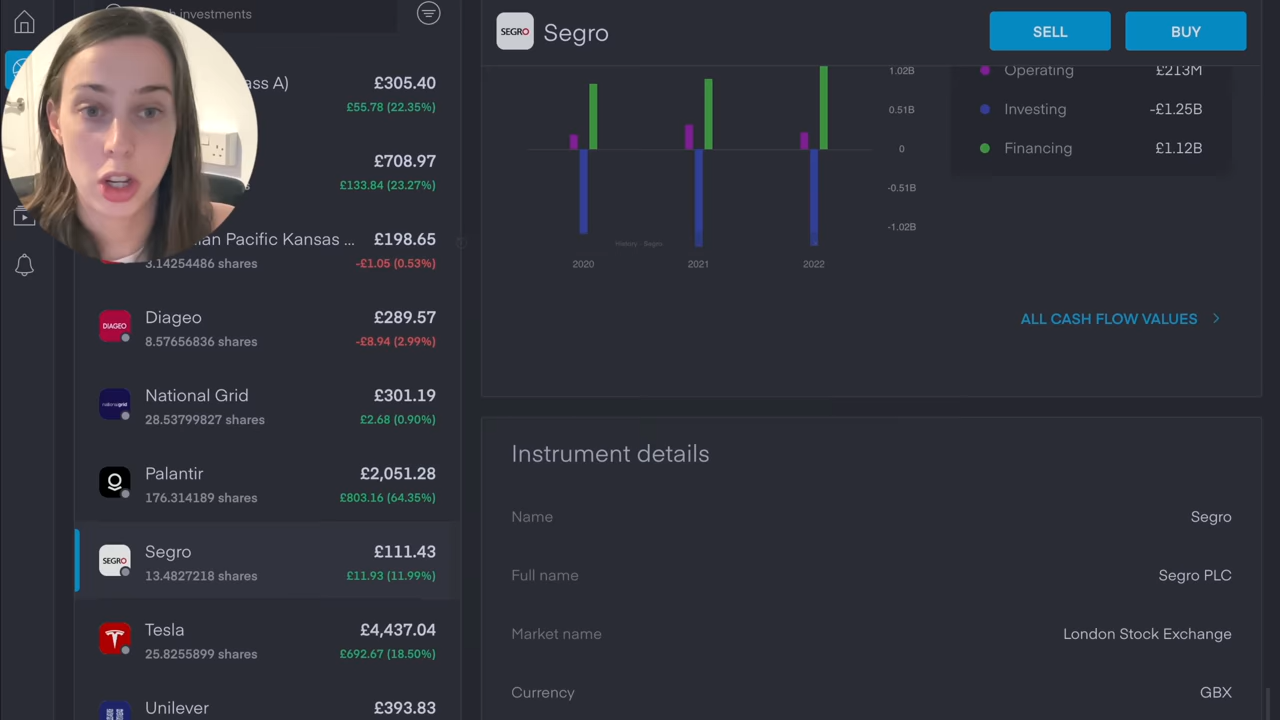 h investments
ass A)
£305.40
£55.78 (22.35%)
£708.97
£133.84 (23.27%)
an Pacific Kansas ...
£198.65
3.14254486 shares
-£1.05 (0.53%)
DIAGEO
Diageo
£289.57
8.57656836 shares
-£8.94 (2.99%)
nationalgrid
National Grid
£301.19
28.53799827 shares
£2.68 (0.90%)
Palantir
£2,051.28
176.314189 shares
£803.16 (64.35%)
SEGRO
Segro
£111.43
13.4827218 shares
£11.93 (11.99%)
Tesla
£4,437.04
25.8255899 shares
£692.67 (18.50%)
Unilever
£393.83
SEGRO
Segro
SELL
BUY
1.02B
0.51B
0
-0.51B
-1.02B
History - Segro
2020
2021
2022
Operating
£213M
Investing
-£1.25B
Financing
£1.12B
ALL CASH FLOW VALUES
Instrument details
Name
Segro
Full name
Segro PLC
Market name
London Stock Exchange
Currency
GBX